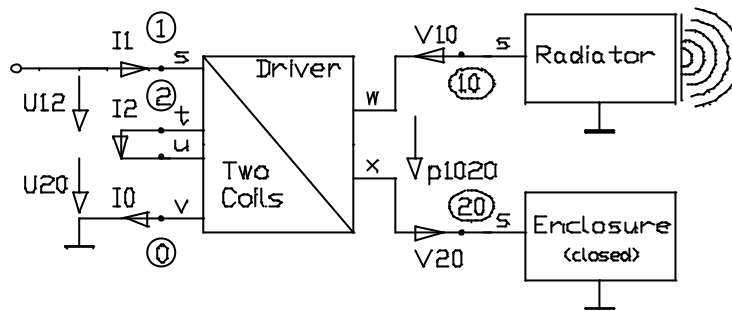 1
I1
s
Driver
V10
s
Radiator
10
U12
I2
2
t
u
w
x
p1020
Two
Coils
U20
I0
v
0
20
s
V20
Enclosure
(closed)